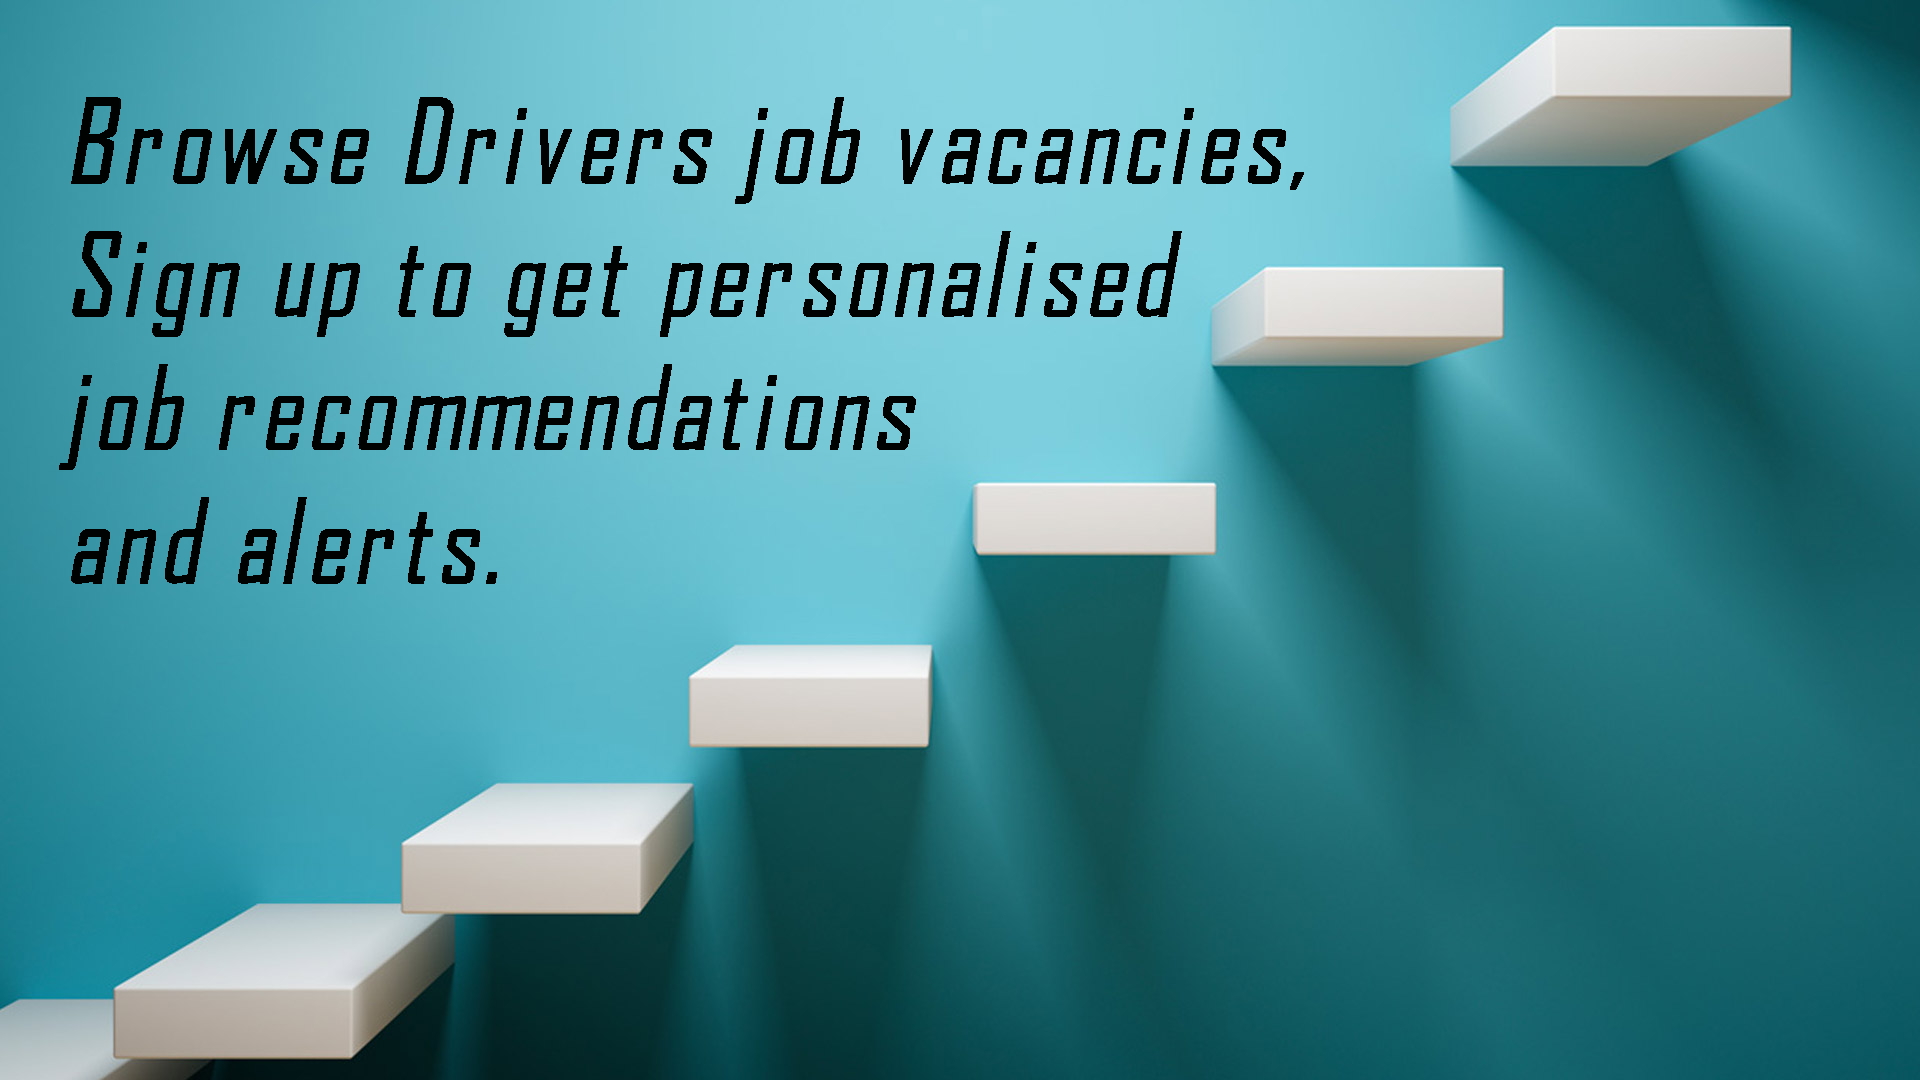 Browse Drivers job vacancies,
Sign up to get personalised
job recommendations
and alerts.